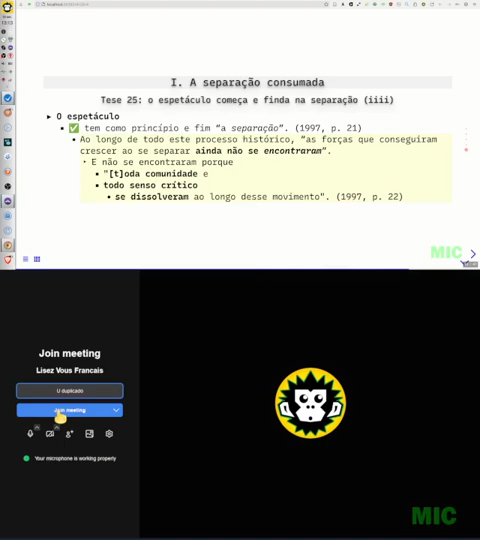 I. A separação consumada
Tese 25: o espetáculo começa e finda na separação (iiii)
O espetáculo
✅ tem como princípio e fim “a separação”. (1997, p. 21)
Ao longo de todo este processo histórico, “as forças que conseguiram
crescer ao se separar ainda não se encontraram”.
E não se encontraram porque
"[t]oda comunidade e
todo senso crítico
se dissolveram ao longo desse movimento". (1997, p. 22)
MIC
Join meeting
Lisez Vous Francais
U duplicado
Join meeting
Your microphone is working properly
MIC